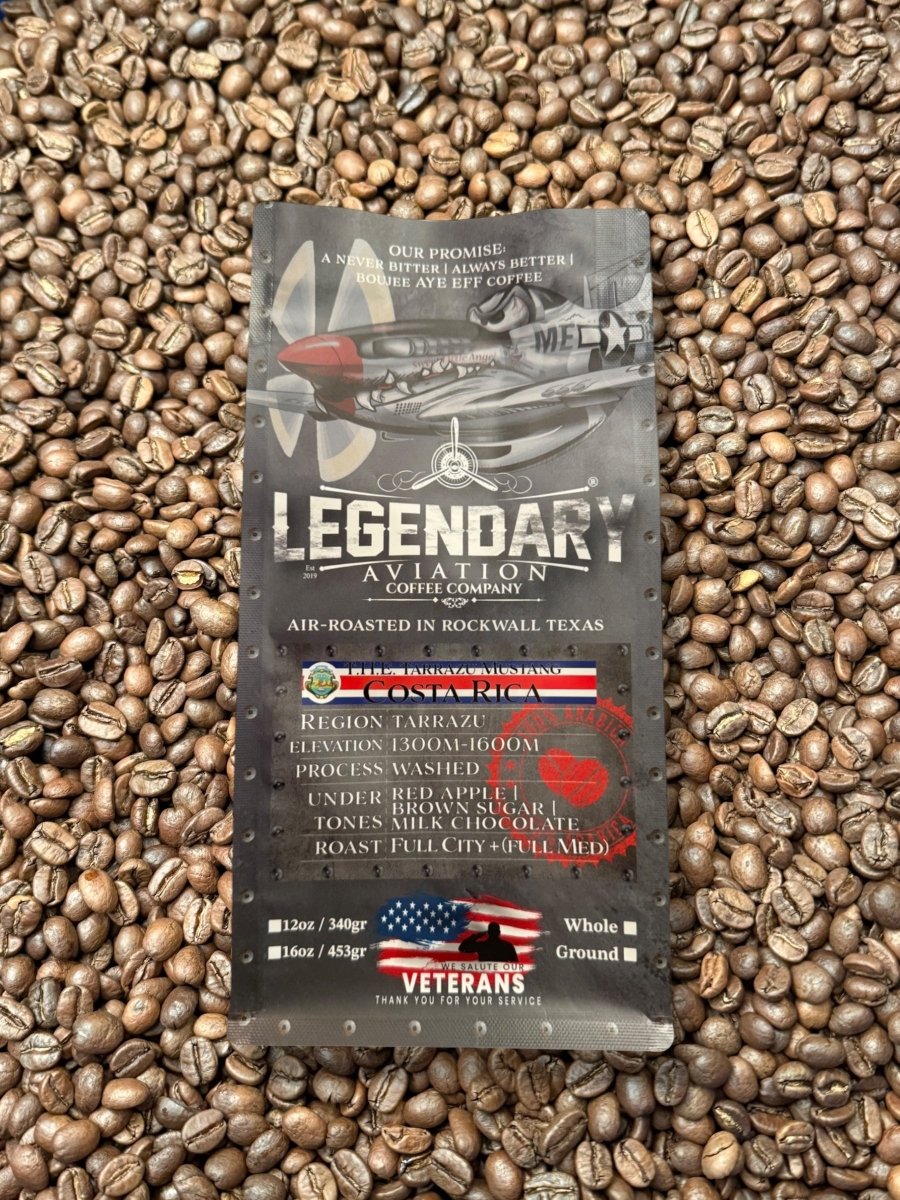 OUR PROMISE:
A NEVER BITTER | ALWAYS BETTER |
BOUJEE AYE EFF COFFEE
ME
LEGENDARY
®
Est
2019
AVIATION
COFFEE COMPANY
AIR-ROASTED IN ROCKWALL TEXAS
TARRAZU MUSTANG
COSTA RICA
REGION TARRAZU
ELEVATION 1300M-1600M
PROCESS WASHED
UNDER TONES RED APPLE |
BROWN SUGAR |
MILK CHOCOLATE
ROAST FULL CITY +(FULL MED)
100% ARABICA
12oz / 340gr
16oz / 453gr
Whole
Ground
WE SALUTE OUR
VETERANS
THANK YOU FOR YOUR SERVICE